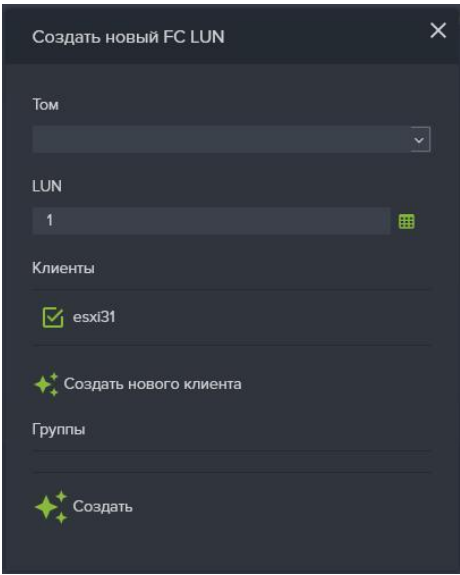 Создать новый FC LUN
Том
LUN
1
Клиенты
esxi31
Создать нового клиента
Группы
Создать